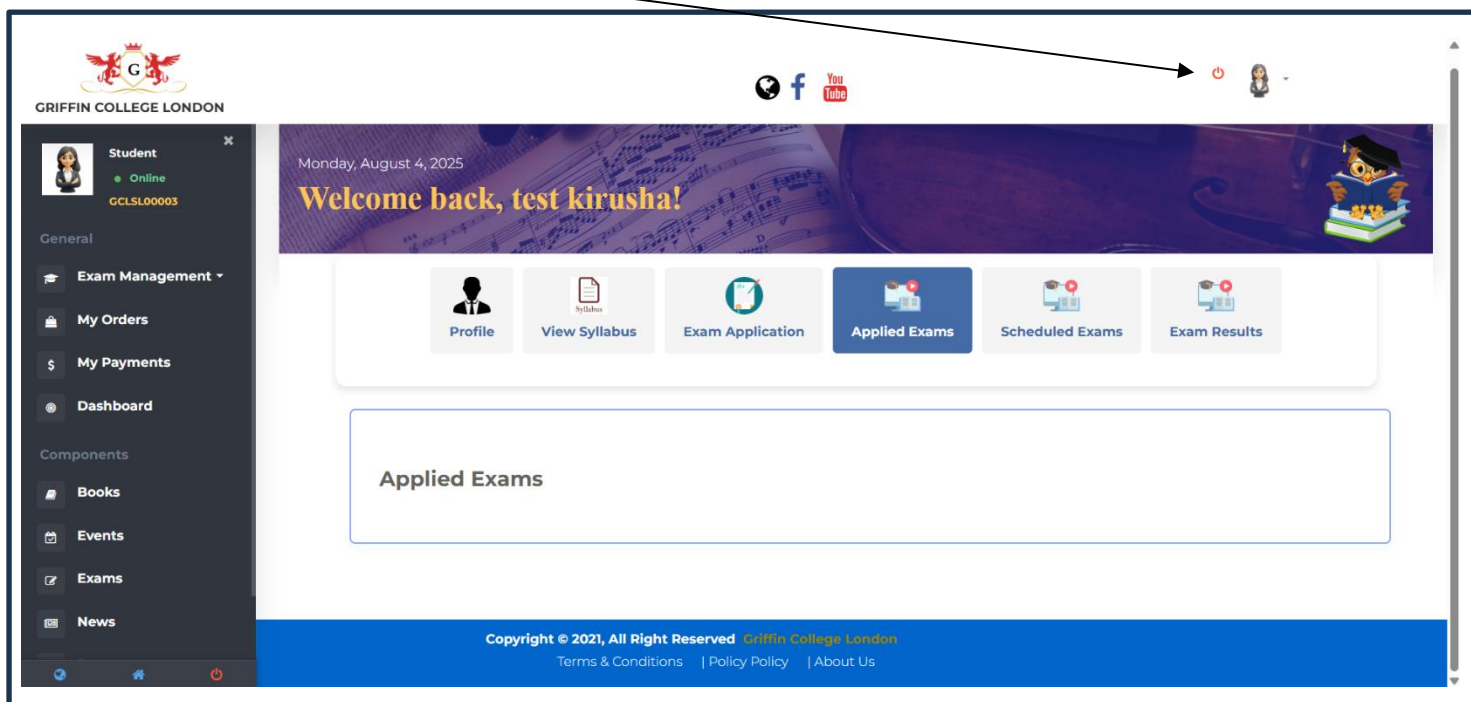 G
GRIFFIN COLLEGE LONDON
You
Tube
Student
Online
GCLSL00003
General
Exam Management
My Orders
$ My Payments
Dashboard
Components
Books
Events
Exams
News
Monday, August 4, 2025
Welcome back, test kirusha!
Syllabus
Profile
View Syllabus
Exam Application
Applied Exams
Scheduled Exams
Exam Results
Applied Exams
Copyright © 2021, All Right Reserved Griffin College London
Terms & Conditions | Policy Policy | About Us